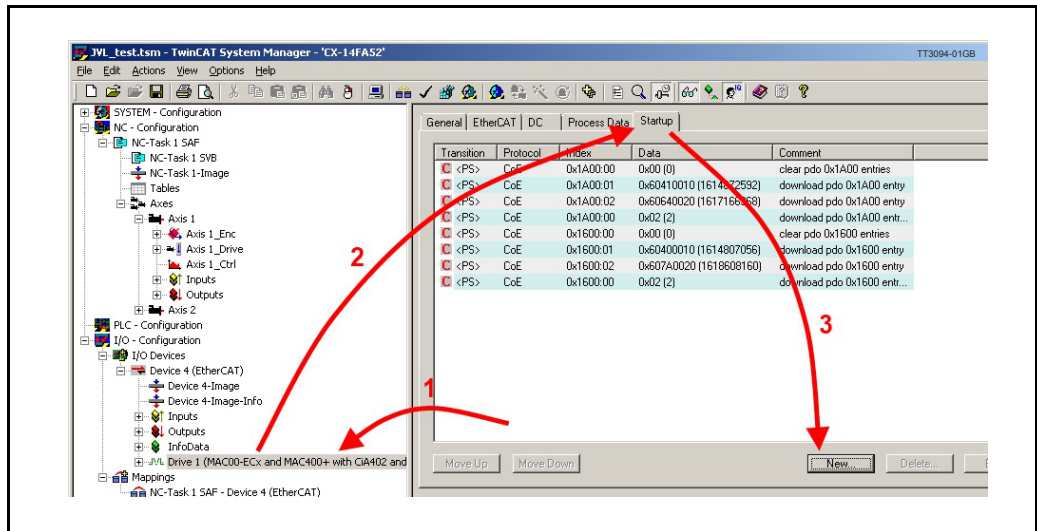 JVL_test.tsm - TwinCAT System Manager - 'CX-14FA52'
TT3094-01GB
File Edit Actions View Options Help
SYSTEM - Configuration
NC - Configuration
NC-Task 1 SAF
NC-Task 1 SVB
NC-Task 1-Image
Tables
Axes
Axis 1
Axis 1_Enc
Axis 1_Drive
Axis 1_Ctrl
Inputs
Outputs
Axis 2
PLC - Configuration
I/O - Configuration
I/O Devices
Device 4 (EtherCAT)
Device 4-Image
Device 4-Image-Info
Inputs
Outputs
InfoData
Drive 1 (MAC00-ECx and MAC400+ with CiA402 and
Mappings
NC-Task 1 SAF - Device 4 (EtherCAT)
General EtherCAT DC Process Data Startup
Transition Protocol Index Data Comment
C <PS> CoE 0x1A00:00 0x00 (0) clear pdo 0x1A00 entries
C <PS> CoE 0x1A00:01 0x60410010 (1614872592) download pdo 0x1A00 entry
C <PS> CoE 0x1A00:02 0x60640020 download pdo 0x1A00 entry
C <PS> CoE 0x1A00:00 0x02 (2) download pdo 0x1A00 entr...
C <PS> CoE 0x1600:00 0x00 (0) clear pdo 0x1600 entries
C <PS> CoE 0x1600:01 0x60400010 (1614807056) download pdo 0x1600 entry
C <PS> CoE 0x1600:02 0x607A0020 (1618608160) download pdo 0x1600 entry
C <PS> CoE 0x1600:00 0x02 (2) download pdo 0x1600 entr...
2
3
1
Move Up Move Down New... Delete...